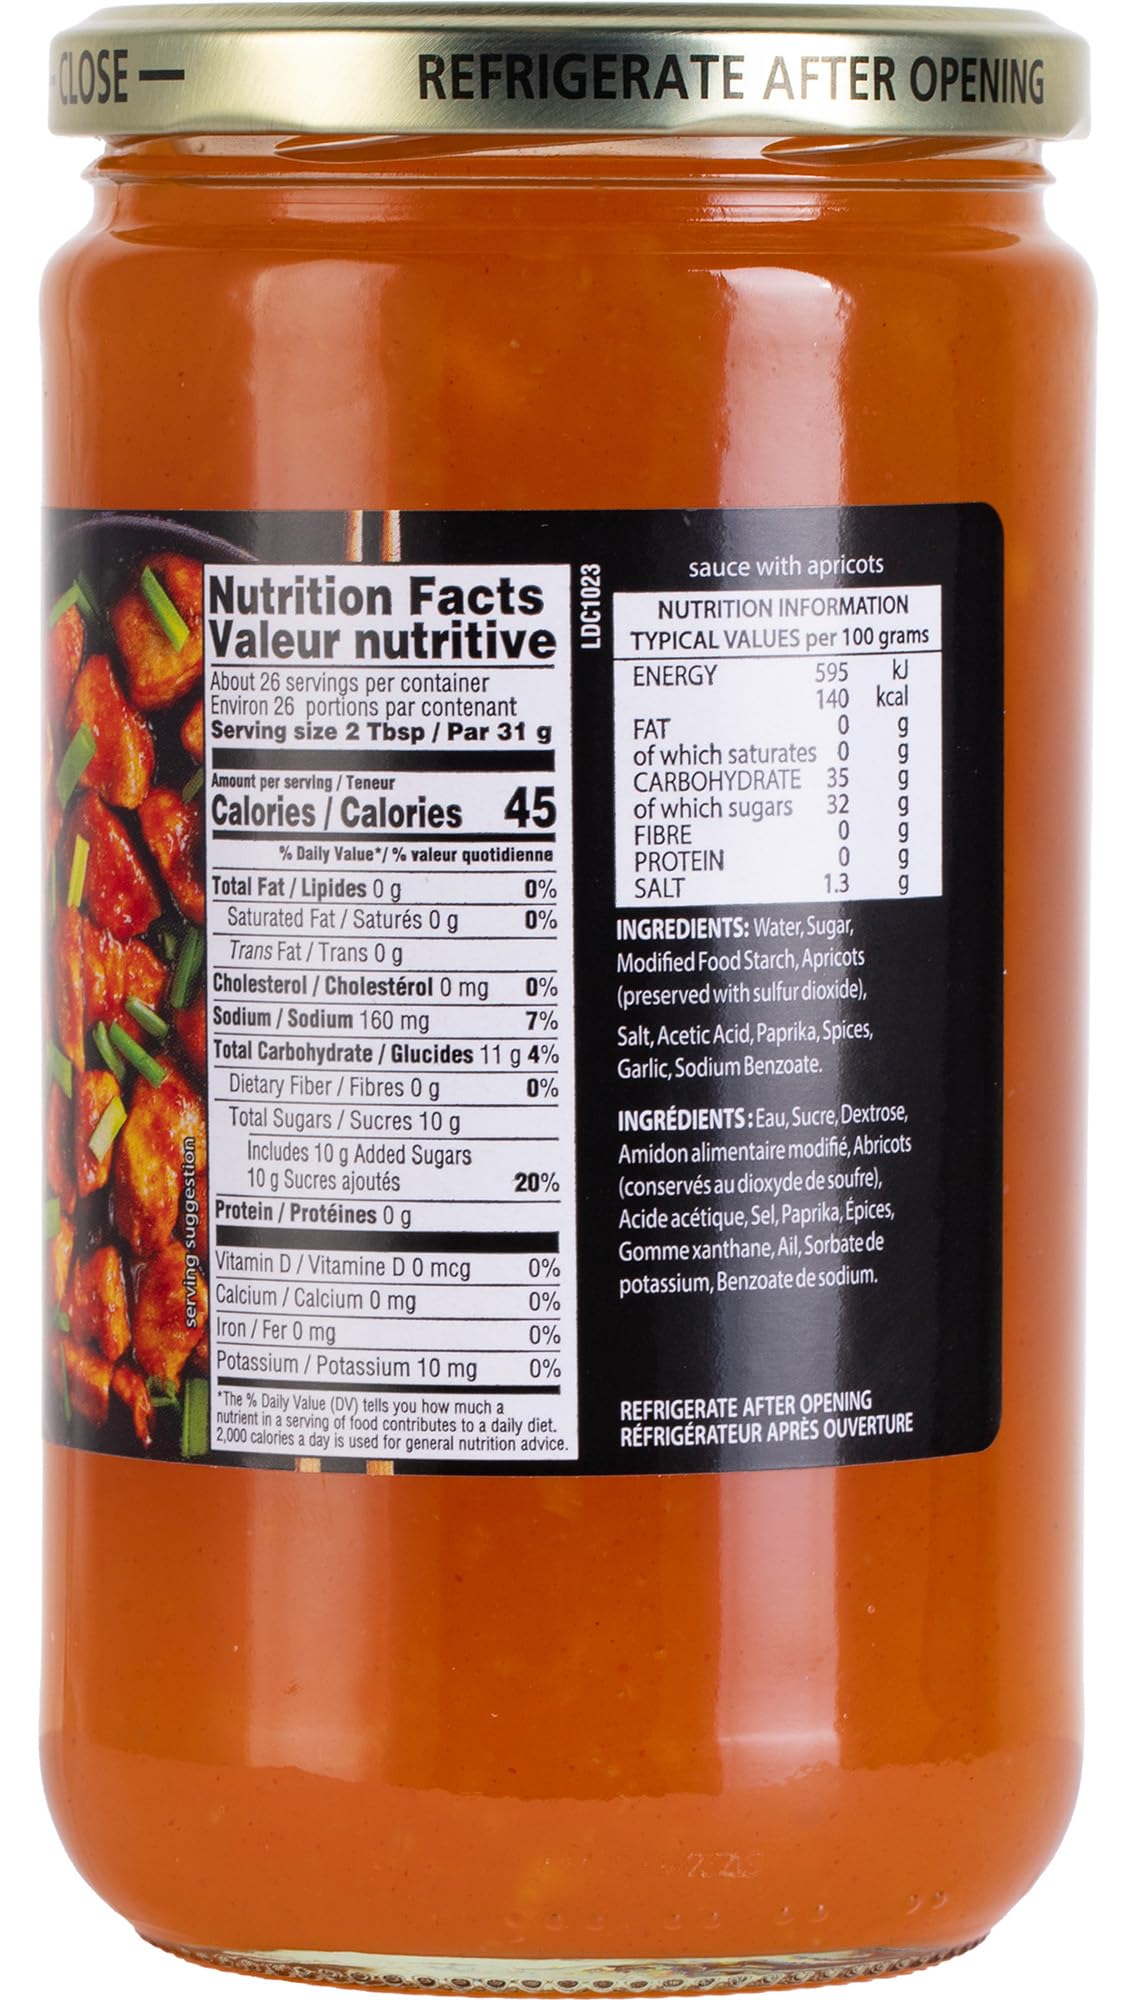 CLOSE —
REFRIGERATE AFTER OPENING
Nutrition Facts
Valeur nutritive
About 26 servings per container
Environ 26 portions par contenant
Serving size 2 Tbsp / Par 31 g
Amount per serving / Teneur
Calories / Calories 45
% Daily Value*/ % valeur quotidienne
Total Fat / Lipides 0 g 0%
Saturated Fat / Saturés 0 g 0%
Trans Fat / Trans 0 g
Cholesterol / Cholestérol 0 mg 0%
Sodium / Sodium 160 mg 7%
Total Carbohydrate / Glucides 11 g 4%
Dietary Fiber / Fibres 0 g 0%
Total Sugars / Sucres 10 g
Includes 10 g Added Sugars
10 g Sucres ajoutés 20%
Protein / Protéines 0 g
Vitamin D / Vitamine D 0 mcg 0%
Calcium / Calcium 0 mg 0%
Iron / Fer 0 mg 0%
Potassium / Potassium 10 mg 0%
*The % Daily Value (DV) tells you how much a
nutrient in a serving of food contributes to a daily diet.
2,000 calories a day is used for general nutrition advice.
serving suggestion
LDC1023
sauce with apricots
NUTRITION INFORMATION
TYPICAL VALUES per 100 grams
ENERGY 595 kJ
140 kcal
FAT 0 g
of which saturates 0 g
CARBOHYDRATE 35 g
of which sugars 32 g
FIBRE 0 g
PROTEIN 0 g
SALT 1.3 g
INGREDIENTS: Water, Sugar,
Modified Food Starch, Apricots
(preserved with sulfur dioxide),
Salt, Acetic Acid, Paprika, Spices,
Garlic, Sodium Benzoate.
INGRÉDIENTS: Eau, Sucre, Dextrose,
Amidon alimentaire modifié, Abricots
(conservés au dioxyde de soufre),
Acide acétique, Sel, Paprika, Épices,
Gomme xanthane, Ail, Sorbate de
potassium, Benzoate de sodium.
REFRIGERATE AFTER OPENING
RÉFRIGÉRATEUR APRÈS OUVERTURE